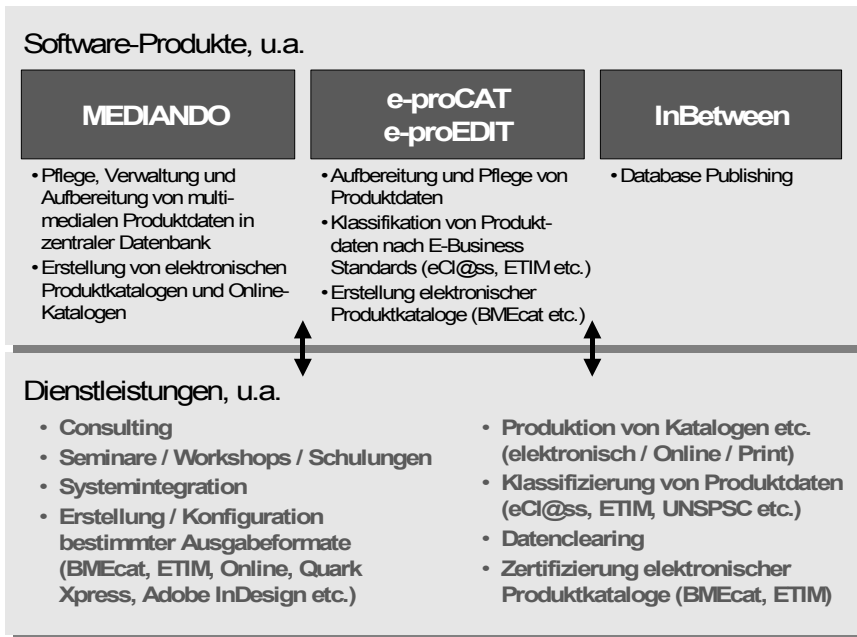 Software-Produkte, u.a.
MEDIANDO
• Pflege, Verwaltung und
Aufbereitung von multi-
medialen Produktdaten in
zentraler Datenbank
• Erstellung von elektronischen
Produktkatalogen und Online-
Katalogen
e-proCAT
e-proEDIT
• Aufbereitung und Pflege von
Produktdaten
• Klassifikation von Produkt-
daten nach E-Business
Standards (eCl@ss, ETIM etc.)
• Erstellung elektronischer
Produktkataloge (BMEcat etc.)
InBetween
• Database Publishing
Dienstleistungen, u.a.
• Consulting
• Seminare / Workshops / Schulungen
• Systemintegration
• Erstellung / Konfiguration
bestimmter Ausgabeformate
(BMEcat, ETIM, Online, Quark
Xpress, Adobe InDesign etc.)
• Produktion von Katalogen etc.
(elektronisch / Online / Print)
• Klassifizierung von Produktdaten
(eCl@ss, ETIM, UNSPSC etc.)
• Datenclearing
• Zertifizierung elektronischer
Produktkataloge (BMEcat, ETIM)